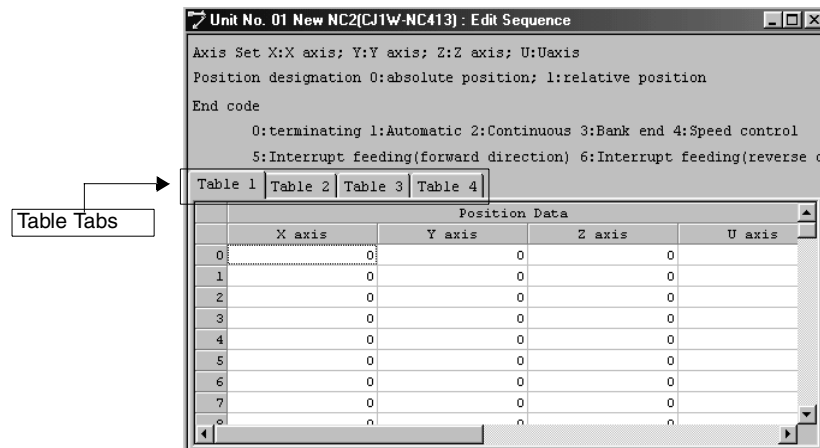 Unit No. 01 New NC2(CJ1W-NC413) : Edit Sequence
Axis Set X:X axis; Y:Y axis; Z:Z axis; U:Uaxis
Position designation 0:absolute position; 1:relative position
End code
0:terminating 1:Automatic 2:Continuous 3:Bank end 4:Speed control
5:Interrupt feeding(forward direction) 6:Interrupt feeding(reverse
Table 1 Table 2 Table 3 Table 4
Table Tabs
Position Data
X axis Y axis Z axis U axis
0 0 0 0
1 0 0 0
2 0 0 0
3 0 0 0
4 0 0 0
5 0 0 0
6 0 0 0
7 0 0 0
8 0 0 0